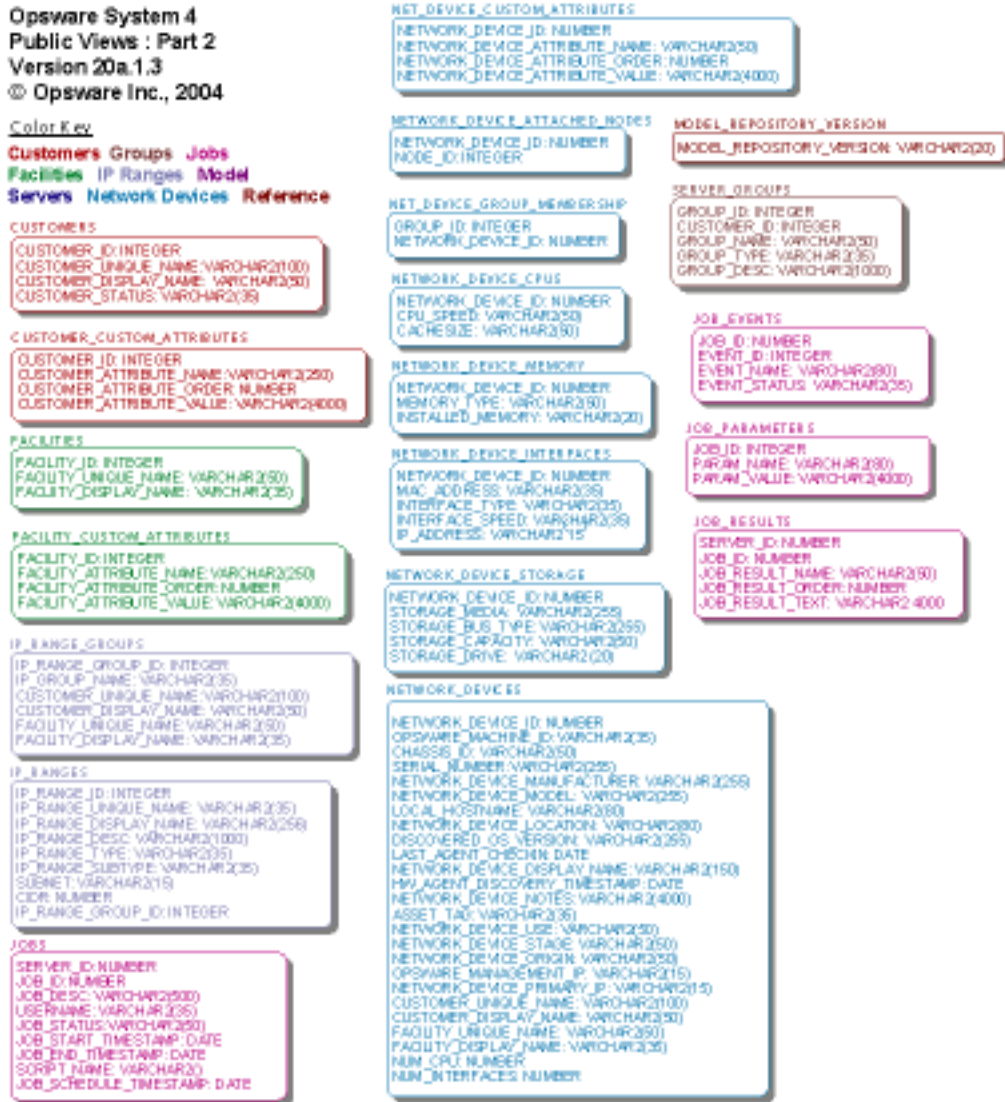 Opsware System 4
Public Views : Part 2
Version 20a.1.3
© Opsware Inc., 2004
Color Key
Customers Groups Jobs
Facilities IP Ranges Model
Servers Network Devices Reference
CUSTOMERS
CUSTOMER_ID: INTEGER
CUSTOMER_UNIQUE_NAME: VARCHAR2(100)
CUSTOMER_DISPLAY_NAME: VARCHAR2(50)
CUSTOMER_STATUS: VARCHAR2(35)
CUSTOMER_CUSTOM_ATTRIBUTES
CUSTOMER_ID: INTEGER
CUSTOMER_ATTRIBUTE_NAME: VARCHAR2(250)
CUSTOMER_ATTRIBUTE_ORDER: NUMBER
CUSTOMER_ATTRIBUTE_VALUE: VARCHAR2(4000)
FACILITIES
FACILITY_ID: INTEGER
FACILITY_UNIQUE_NAME: VARCHAR2(50)
FACILITY_DISPLAY_NAME: VARCHAR2(35)
FACILITY_CUSTOM_ATTRIBUTES
FACILITY_ID: INTEGER
FACILITY_ATTRIBUTE_NAME: VARCHAR2(250)
FACILITY_ATTRIBUTE_ORDER: NUMBER
FACILITY_ATTRIBUTE_VALUE: VARCHAR2(4000)
IP_RANGE_GROUPS
IP_RANGE_GROUP_ID: INTEGER
IP_GROUP_NAME: VARCHAR2(35)
CUSTOMER_UNIQUE_NAME: VARCHAR2(100)
CUSTOMER_DISPLAY_NAME: VARCHAR2(50)
FACILITY_UNIQUE_NAME: VARCHAR2(50)
FACILITY_DISPLAY_NAME: VARCHAR2(35)
IP_RANGES
IP_RANGE_ID: INTEGER
IP_RANGE_UNIQUE_NAME: VARCHAR2(35)
IP_RANGE_DISPLAY_NAME: VARCHAR2(256)
IP_RANGE_DESC: VARCHAR2(1000)
IP_RANGE_TYPE: VARCHAR2(35)
IP_RANGE_SUBTYPE: VARCHAR2(35)
SUBNET: VARCHAR2(15)
CIDR: NUMBER
IP_RANGE_GROUP_ID: INTEGER
JOBS
SERVER_ID: NUMBER
JOB_ID: NUMBER
JOB_DESC: VARCHAR2(500)
USERNAME: VARCHAR2(35)
JOB_STATUS: VARCHAR2(50)
JOB_START_TIMESTAMP: DATE
JOB_END_TIMESTAMP: DATE
SCRIPT_NAME: VARCHAR2()
JOB_SCHEDULE_TIMESTAMP: DATE
NET_DEVICE_CUSTOM_ATTRIBUTES
NETWORK_DEVICE_ID: NUMBER
NETWORK_DEVICE_ATTRIBUTE_NAME: VARCHAR2(50)
NETWORK_DEVICE_ATTRIBUTE_ORDER: NUMBER
NETWORK_DEVICE_ATTRIBUTE_VALUE: VARCHAR2(4000)
NETWORK_DEVICE_ATTACHED_NODES
NETWORK_DEVICE_ID: NUMBER
NODE_ID: INTEGER
NET_DEVICE_GROUP_MEMBERSHIP
GROUP_ID: INTEGER
NETWORK_DEVICE_ID: NUMBER
NETWORK_DEVICE_CPUS
NETWORK_DEVICE_ID: NUMBER
CPU_SPEED: VARCHAR2(50)
CACHESIZE: VARCHAR2(50)
NETWORK_DEVICE_MEMORY
NETWORK_DEVICE_ID: NUMBER
MEMORY_TYPE: VARCHAR2(50)
INSTALLED_MEMORY: VARCHAR2(20)
NETWORK_DEVICE_INTERFACES
NETWORK_DEVICE_ID: NUMBER
MAC_ADDRESS: VARCHAR2(35)
INTERFACE_TYPE: VARCHAR2(35)
INTERFACE_SPEED: VARCHAR2(35)
IP_ADDRESS: VARCHAR2 15
NETWORK_DEVICE_STORAGE
NETWORK_DEVICE_ID: NUMBER
STORAGE_MEDIA: VARCHAR2(255)
STORAGE_BUS_TYPE: VARCHAR2(255)
STORAGE_CAPACITY: VARCHAR2(50)
STORAGE_DRIVE: VARCHAR2(20)
NETWORK_DEVICES
NETWORK_DEVICE_ID: NUMBER
OPSWARE_MACHINE_ID: VARCHAR2(35)
CHASSIS_ID: VARCHAR2(50)
SERIAL_NUMBER: VARCHAR2(255)
NETWORK_DEVICE_MANUFACTURER: VARCHAR2(255)
NETWORK_DEVICE_MODEL: VARCHAR2(255)
LOCAL_HOSTNAME: VARCHAR2(80)
NETWORK_DEVICE_LOCATION: VARCHAR2(80)
DISCOVERED_OS_VERSION: VARCHAR2(255)
LAST_AGENT_CHECKIN: DATE
NETWORK_DEVICE_DISPLAY_NAME: VARCHAR2(150)
HW_AGENT_DISCOVERY_TIMESTAMP: DATE
NETWORK_DEVICE_NOTES: VARCHAR2(4000)
ASSET_TAG: VARCHAR2(35)
NETWORK_DEVICE_USE: VARCHAR2(50)
NETWORK_DEVICE_STAGE: VARCHAR2(50)
NETWORK_DEVICE_ORIGIN: VARCHAR2(50)
OPSWARE_MANAGEMENT_IP: VARCHAR2(15)
NETWORK_DEVICE_PRIMARY_IP: VARCHAR2(15)
CUSTOMER_UNIQUE_NAME: VARCHAR2(100)
CUSTOMER_DISPLAY_NAME: VARCHAR2(50)
FACILITY_UNIQUE_NAME: VARCHAR2(50)
FACILITY_DISPLAY_NAME: VARCHAR2(35)
NUM_CPU: NUMBER
NUM_INTERFACES: NUMBER
MODEL_REPOSITORY_VERSION
MODEL_REPOSITORY_VERSION: VARCHAR2(20)
SERVER_GROUPS
GROUP_ID: INTEGER
CUSTOMER_ID: INTEGER
GROUP_NAME: VARCHAR2(50)
GROUP_TYPE: VARCHAR2(35)
GROUP_DESC: VARCHAR2(1000)
JOB_EVENTS
JOB_ID: NUMBER
EVENT_ID: INTEGER
EVENT_NAME: VARCHAR2(80)
EVENT_STATUS: VARCHAR2(35)
JOB_PARAMETERS
JOB_ID: INTEGER
PARAM_NAME: VARCHAR2(80)
PARAM_VALUE: VARCHAR2(4000)
JOB_RESULTS
SERVER_ID: NUMBER
JOB_ID: NUMBER
JOB_RESULT_NAME: VARCHAR2(50)
JOB_RESULT_ORDER: NUMBER
JOB_RESULT_TEXT: VARCHAR2 4000